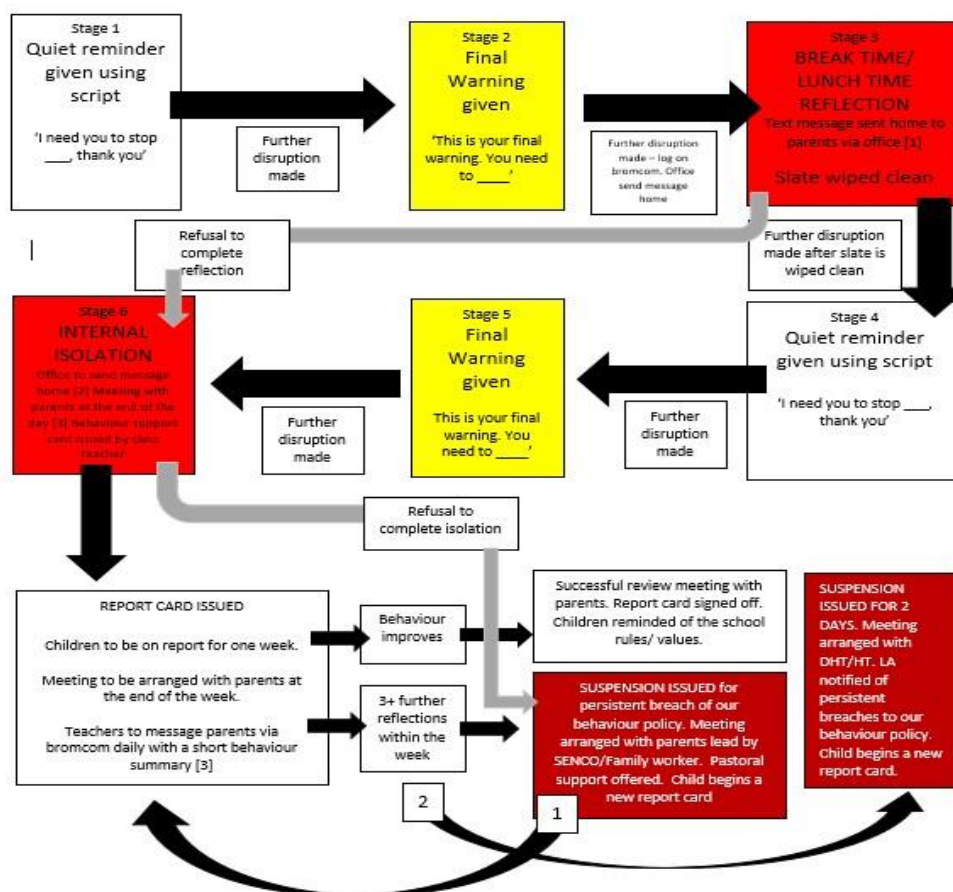 Stage 1
Quiet reminder
given using
script
'I need you to stop
___, thank you'
Further
disruption
made
Stage 2
Final
Warning
given
'This is your final
warning. You need
to ____'
Further disruption
made – log on
bromcom. Office
send message
home
Stage 3
BREAK TIME/
LUNCH TIME
REFLECTION
Text message sent home to
parents via office [1]
Slate wiped clean
Refusal to
complete
reflection
Further disruption
made after slate is
wiped clean
Stage 6
INTERNAL
ISOLATION
Office to send message
home [2] Meeting with
parents at the end of the
day [3] Behaviour support
card issued by class
teacher
Further
disruption
made
Stage 5
Final
Warning
given
This is your final
warning. You
need to ____'
Further
disruption
made
Stage 4
Quiet reminder
given using script
'I need you to stop ___,
thank you'
Refusal to
complete isolation
REPORT CARD ISSUED
Children to be on report for one week.
Meeting to be arranged with parents at
the end of the week.
Teachers to message parents via
bromcom daily with a short behaviour
summary [3]
Behaviour
improves
Successful review meeting with
parents. Report card signed off.
Children reminded of the school
rules/ values.
3+ further
reflections
within the
week
SUSPENSION ISSUED for
persistent breach of our
behaviour policy. Meeting
arranged with parents lead by
SENCO/Family worker. Pastoral
support offered. Child begins a
new report card
SUSPENSION
ISSUED FOR 2
DAYS. Meeting
arranged with
DHT/HT. LA
notified of
persistent
breaches to our
behaviour policy.
Child begins a new
report card.
2
1